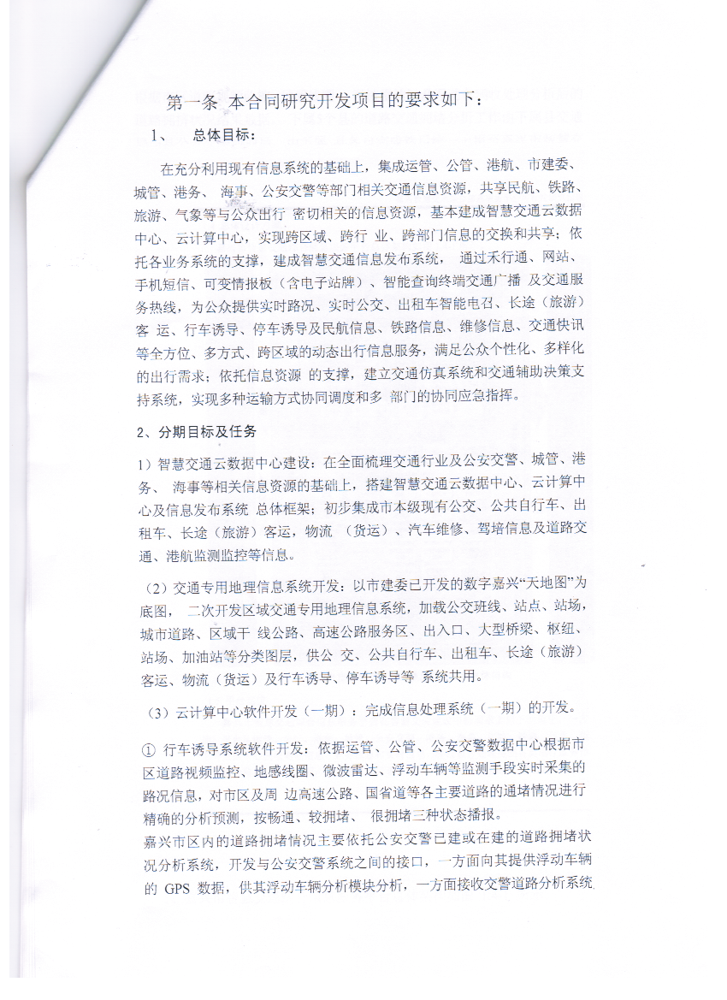 第一条 本合同研究开发项目的要求如下：
1、 总体目标：
在充分利用现有信息系统的基础上，集成运管、公管、港航、市建委、
城管、港务、 海事、公安交警等部门相关交通信息资源，共享民航、铁路、
旅游、气象等与公众出行 密切相关的信息资源，基本建成智慧交通云数据
中心、云计算中心，实现跨区域、跨行 业、跨部门信息的交换和共享；依
托各业务系统的支撑，建成智慧交通信息发布系统， 通过禾行通、网站、
手机短信、可变情报板（含电子站牌）、智能查询终端交通广播 及交通服
务热线，为公众提供实时路况、实时公交、出租车智能电召、长途（旅游）
客 运、行车诱导、停车诱导及民航信息、铁路信息、维修信息、交通快讯
等全方位、多方式、跨区域的动态出行信息服务，满足公众个性化、多样化
的出行需求；依托信息资源 的支撑，建立交通仿真系统和交通辅助决策支
持系统，实现多种运输方式协同调度和多 部门的协同应急指挥。
2、分期目标及任务
1）智慧交通云数据中心建设：在全面梳理交通行业及公安交警、城管、港
务、 海事等相关信息资源的基础上，搭建智慧交通云数据中心、云计算中
心及信息发布系统 总体框架；初步集成市本级现有公交、公共自行车、出
租车、长途（旅游）客运，物流 （货运）、汽车维修、驾培信息及道路交
通、港航监测监控等信息。
（2）交通专用地理信息系统开发：以市建委已开发的数字嘉兴“天地图”为
底图， 二次开发区域交通专用地理信息系统，加载公交班线、站点、站场，
城市道路、区域干 线公路、高速公路服务区、出入口、大型桥梁、枢纽、
站场、加油站等分类图层，供公 交、公共自行车、出租车、长途（旅游）
客运、物流（货运）及行车诱导、停车诱导等 系统共用。
（3）云计算中心软件开发（一期）：完成信息处理系统（一期）的开发。
① 行车诱导系统软件开发：依据运管、公管、公安交警数据中心根据市
区道路视频监控、地感线圈、微波雷达、浮动车辆等监测手段实时采集的
路况信息，对市区及周 边高速公路、国省道等各主要道路的通堵情况进行
精确的分析预测，按畅通、较拥堵、 很拥堵三种状态播报。
嘉兴市区内的道路拥堵情况主要依托公安交警已建或在建的道路拥堵状
况分析系统，开发与公安交警系统之间的接口，一方面向其提供浮动车辆
的 GPS 数据，供其浮动车辆分析模块分析，一方面接收交警道路分析系统